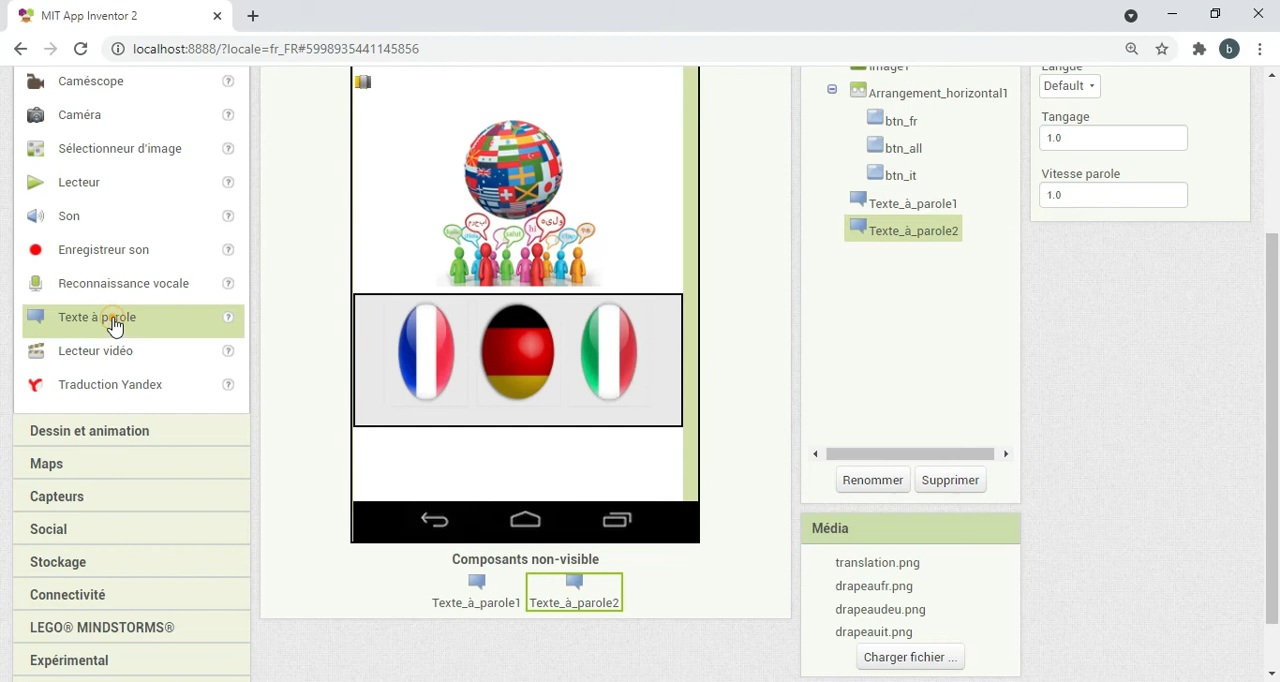 MIT App Inventor 2
localhost:8888/?locale=fr_FR#5998935441145856
b
Caméscope
?
Caméra
?
Sélectionneur d'image
?
Lecteur
?
Son
?
Enregistreur son
?
Reconnaissance vocale
?
Texte à parole
?
Lecteur vidéo
?
Traduction Yandex
?
Dessin et animation
Maps
Capteurs
Social
Stockage
Connectivité
LEGO® MINDSTORMS®
Expérimental
salut
hi
Composants non-visible
Texte_à_parole1
Texte_à_parole2
Image1
Arrangement_horizontal1
btn_fr
btn_all
btn_it
Texte_à_parole1
Texte_à_parole2
Renommer
Supprimer
Média
translation.png
drapeaufr.png
drapeaudeu.png
drapeauit.png
Charger fichier ...
Langue
Default
Tangage
1.0
Vitesse parole
1.0